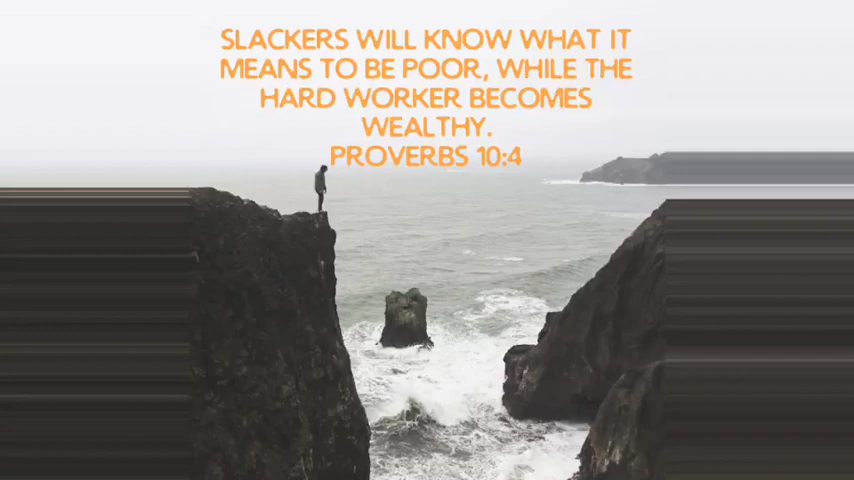 SLACKERS WILL KNOW WHAT IT
MEANS TO BE POOR, WHILE THE
HARD WORKER BECOMES
WEALTHY.
PROVERBS 10:4